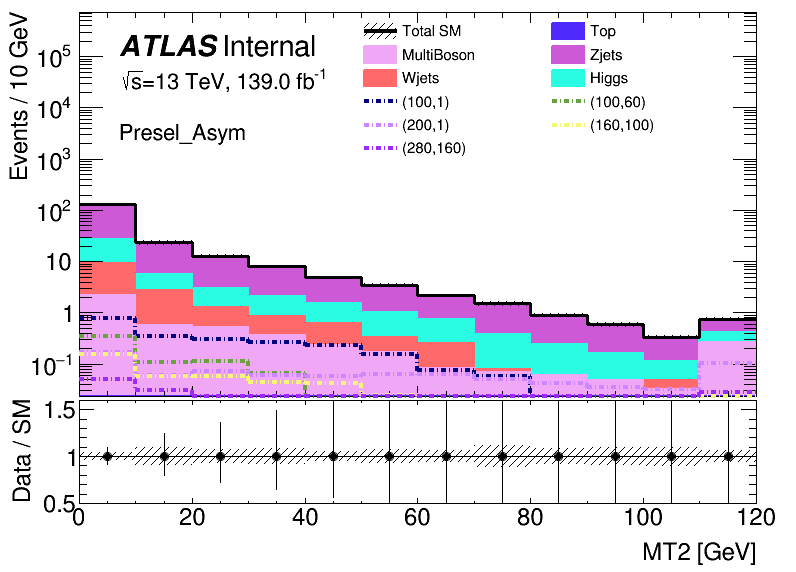 ATLAS Internal
√s=13 TeV, 139.0 fb⁻¹
Presel_Asym
Total SM
Top
MultiBoson
Zjets
Wjets
Higgs
(100,1)
(100,60)
(200,1)
(160,100)
(280,160)
Events / 10 GeV
10⁵
10⁴
10³
10²
10
1
10⁻¹
Data / SM
1.5
1
0.5
0 20 40 60 80 100 120
MT2 [GeV]